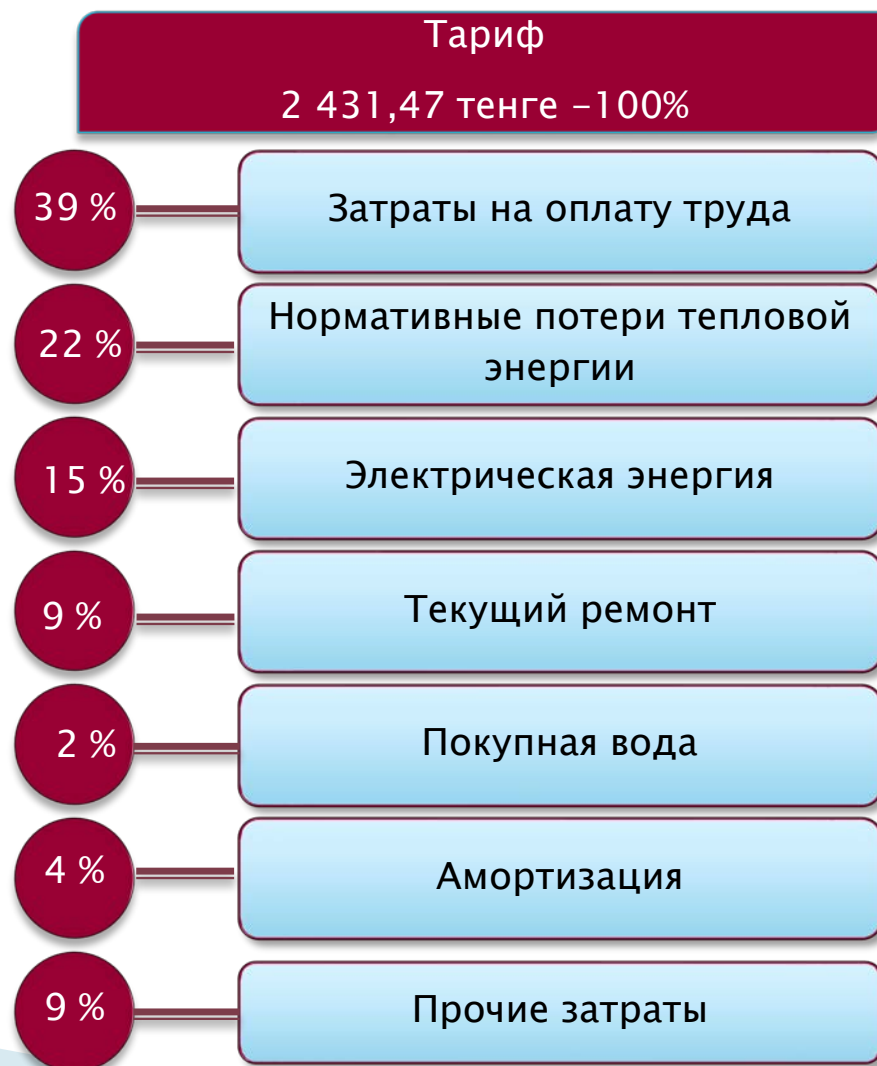 Тариф
2 431,47 тенге –100%
39 %
Затраты на оплату труда
22 %
Нормативные потери тепловой
энергии
15 %
Электрическая энергия
9 %
Текущий ремонт
2 %
Покупная вода
4 %
Амортизация
9 %
Прочие затраты